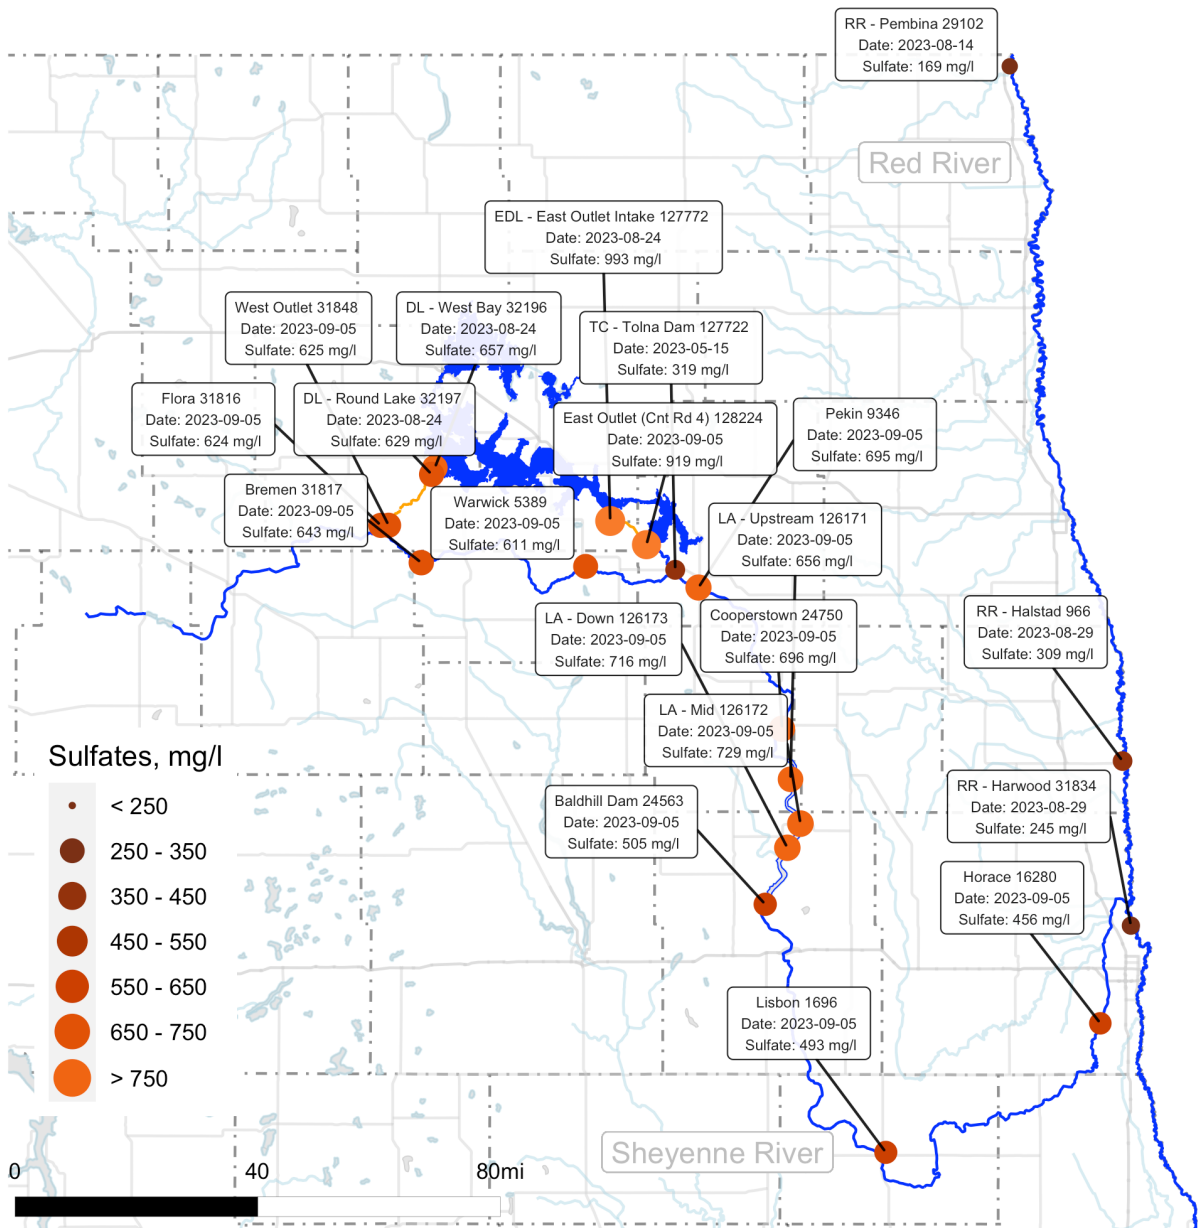 RR - Pembina 29102
Date: 2023-08-14
Sulfate: 169 mg/l
Red River
EDL - East Outlet Intake 127772
Date: 2023-08-24
Sulfate: 993 mg/l
West Outlet 31848
Date: 2023-09-05
Sulfate: 625 mg/l
DL - West Bay 32196
Date: 2023-08-24
Sulfate: 657 mg/l
TC - Tolna Dam 127722
Date: 2023-05-15
Sulfate: 319 mg/l
Flora 31816
Date: 2023-09-05
Sulfate: 624 mg/l
DL - Round Lake 32197
Date: 2023-08-24
Sulfate: 629 mg/l
East Outlet (Cnt Rd 4) 128224
Date: 2023-09-05
Sulfate: 919 mg/l
Pekin 9346
Date: 2023-09-05
Sulfate: 695 mg/l
Bremen 31817
Date: 2023-09-05
Sulfate: 643 mg/l
Warwick 5389
Date: 2023-09-05
Sulfate: 611 mg/l
LA - Upstream 126171
Date: 2023-09-05
Sulfate: 656 mg/l
LA - Down 126173
Date: 2023-09-05
Sulfate: 716 mg/l
Cooperstown 24750
Date: 2023-09-05
Sulfate: 696 mg/l
RR - Halstad 966
Date: 2023-08-29
Sulfate: 309 mg/l
LA - Mid 126172
Date: 2023-09-05
Sulfate: 729 mg/l
Baldhill Dam 24563
Date: 2023-09-05
Sulfate: 505 mg/l
RR - Harwood 31834
Date: 2023-08-29
Sulfate: 245 mg/l
Horace 16280
Date: 2023-09-05
Sulfate: 456 mg/l
Lisbon 1696
Date: 2023-09-05
Sulfate: 493 mg/l
Sheyenne River
Sulfates, mg/l
< 250
250 - 350
350 - 450
450 - 550
550 - 650
650 - 750
> 750
0 40 80mi